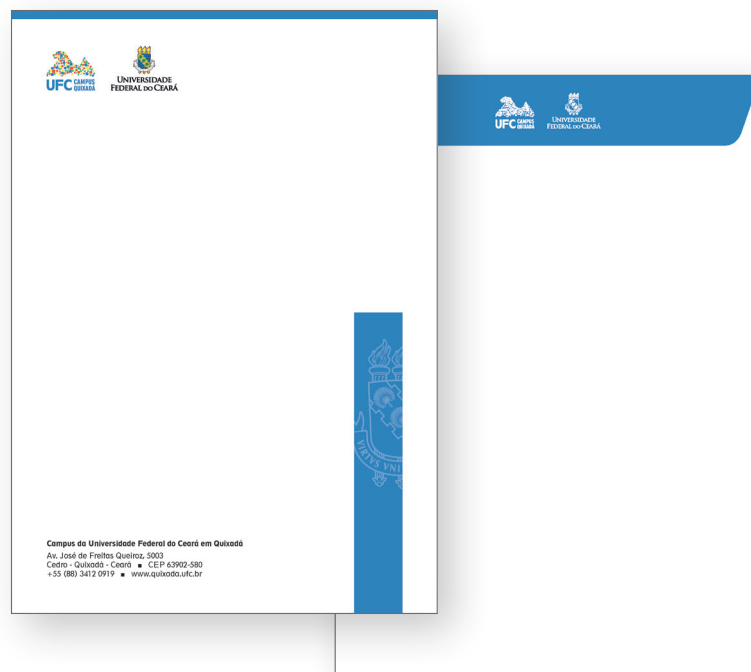 UFC CAMPUS QUIXADÁ
UNIVERSIDADE
FEDERAL DO CEARÁ
UFC CAMPUS QUIXADÁ
UNIVERSIDADE
FEDERAL DO CEARÁ
VIRTVS VNI
Campus da Universidade Federal do Ceará em Quixadá
Av. José de Freitas Queiroz, 5003
Cedro - Quixadá - Ceará ■ CEP 63902-580
+55 (88) 3412 0919 ■ www.quixada.ufc.br